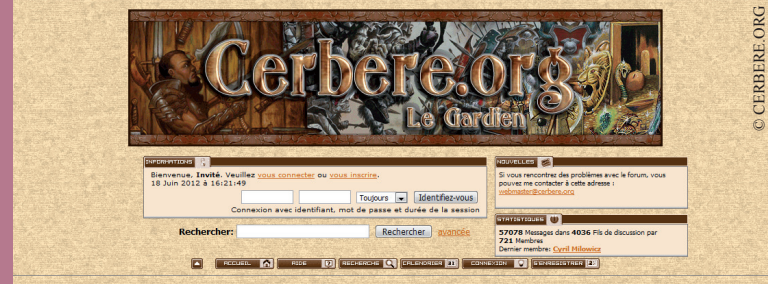 Cerbere.org
Le Gardien
© CERBERE.ORG
INFORMATIONS
Bienvenue, Invité. Veuillez vous connecter ou vous inscrire.
18 Juin 2012 à 16:21:49
Toujours Identifiez-vous
Connexion avec identifiant, mot de passe et durée de la session
Rechercher: Rechercher avancée
NOUVELLES
Si vous rencontrez des problèmes avec le forum, vous
pouvez me contacter à cette adresse :
webmaster@cerbere.org
STATISTIQUES
57078 Messages dans 4036 Fils de discussion par
721 Membres
Dernier membre: Cyril Milowicz
ACCUEIL AIDE RECHERCHE CALENDRIER CONNEXION S'ENREGISTRER